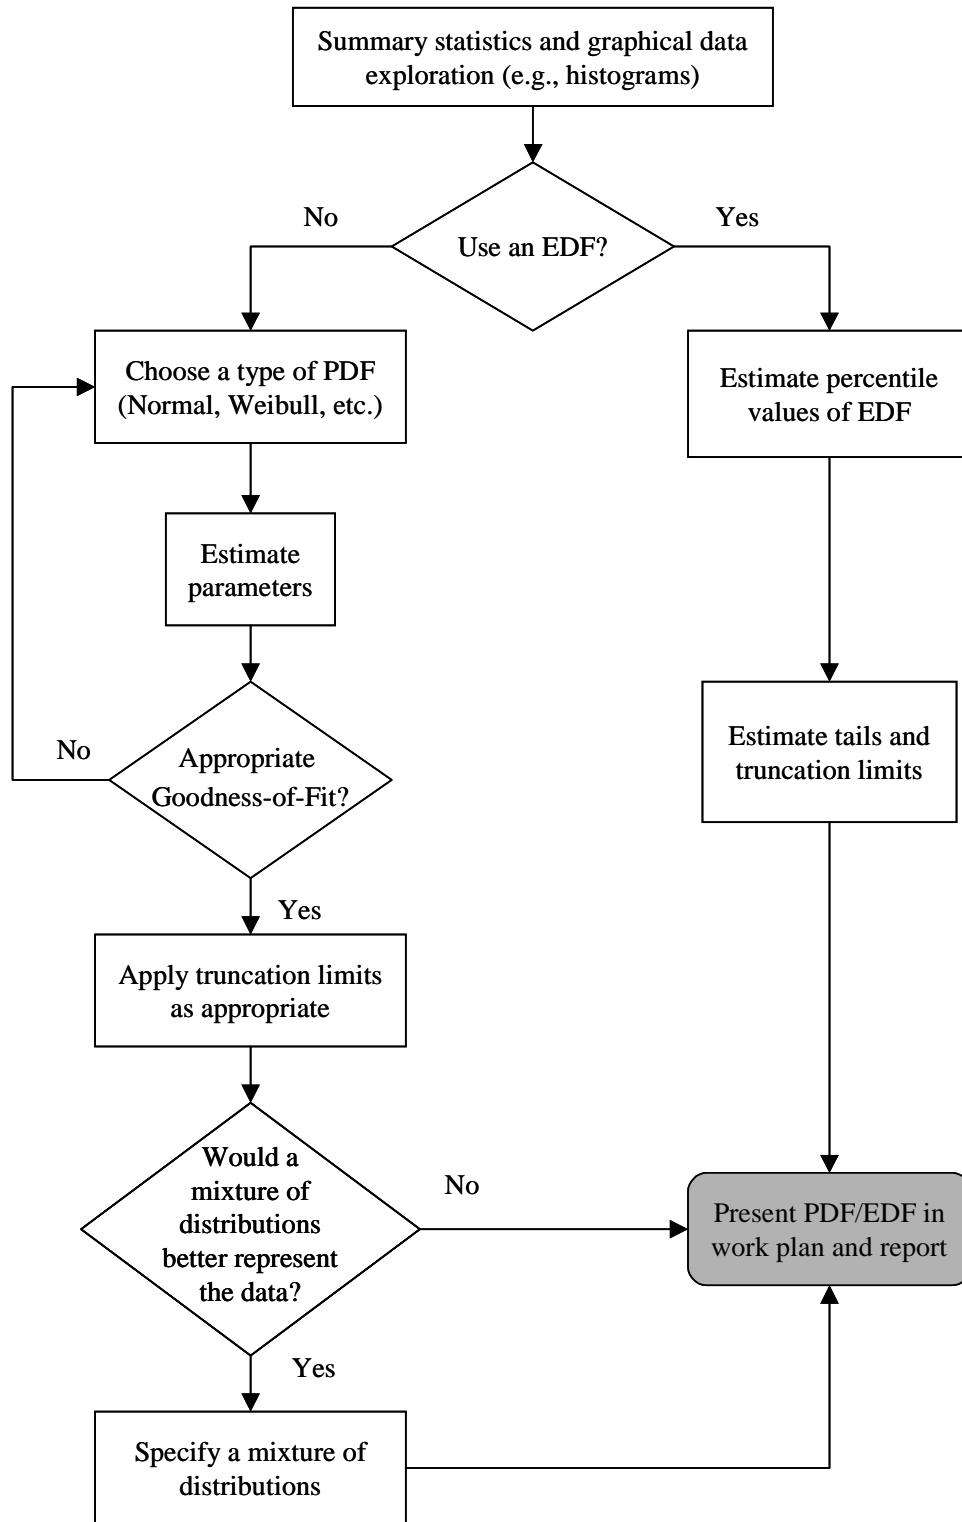 Summary statistics and graphical data
exploration (e.g., histograms)
No
Yes
Use an EDF?
Choose a type of PDF
(Normal, Weibull, etc.)
Estimate percentile
values of EDF
Estimate
parameters
No
Appropriate
Goodness-of-Fit?
Estimate tails and
truncation limits
Yes
Apply truncation limits
as appropriate
Would a
mixture of
distributions
better represent
the data?
No
Present PDF/EDF in
work plan and report
Yes
Specify a mixture of
distributions